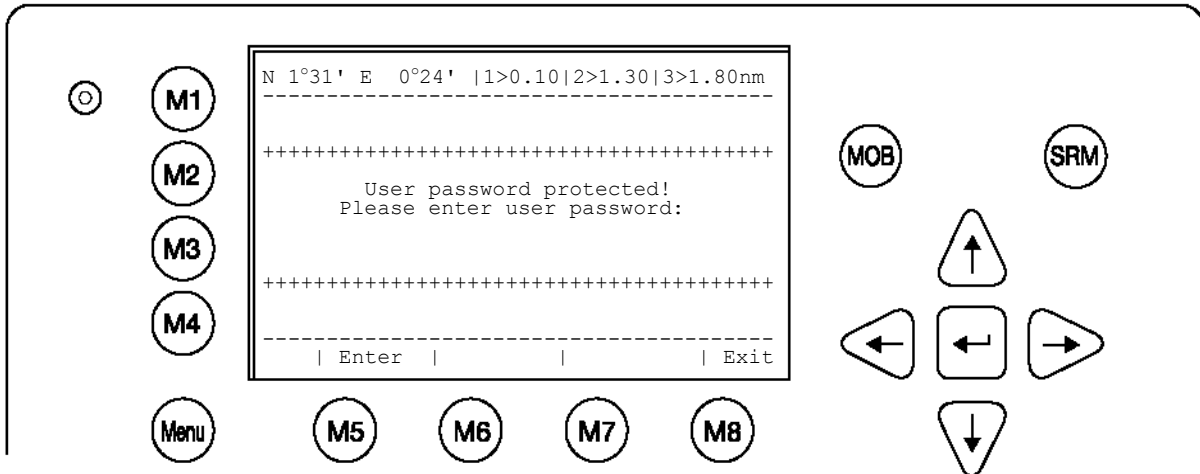 N 1°31' E 0°24' |1>0.10|2>1.30|3>1.80nm
----------------------------------------
++++++++++++++++++++++++++++++++++++++++
User password protected!
Please enter user password:
++++++++++++++++++++++++++++++++++++++++
----------------------------------------
| Enter | | | Exit
M1
M2
M3
M4
Menu
M5
M6
M7
M8
MOB
SRM